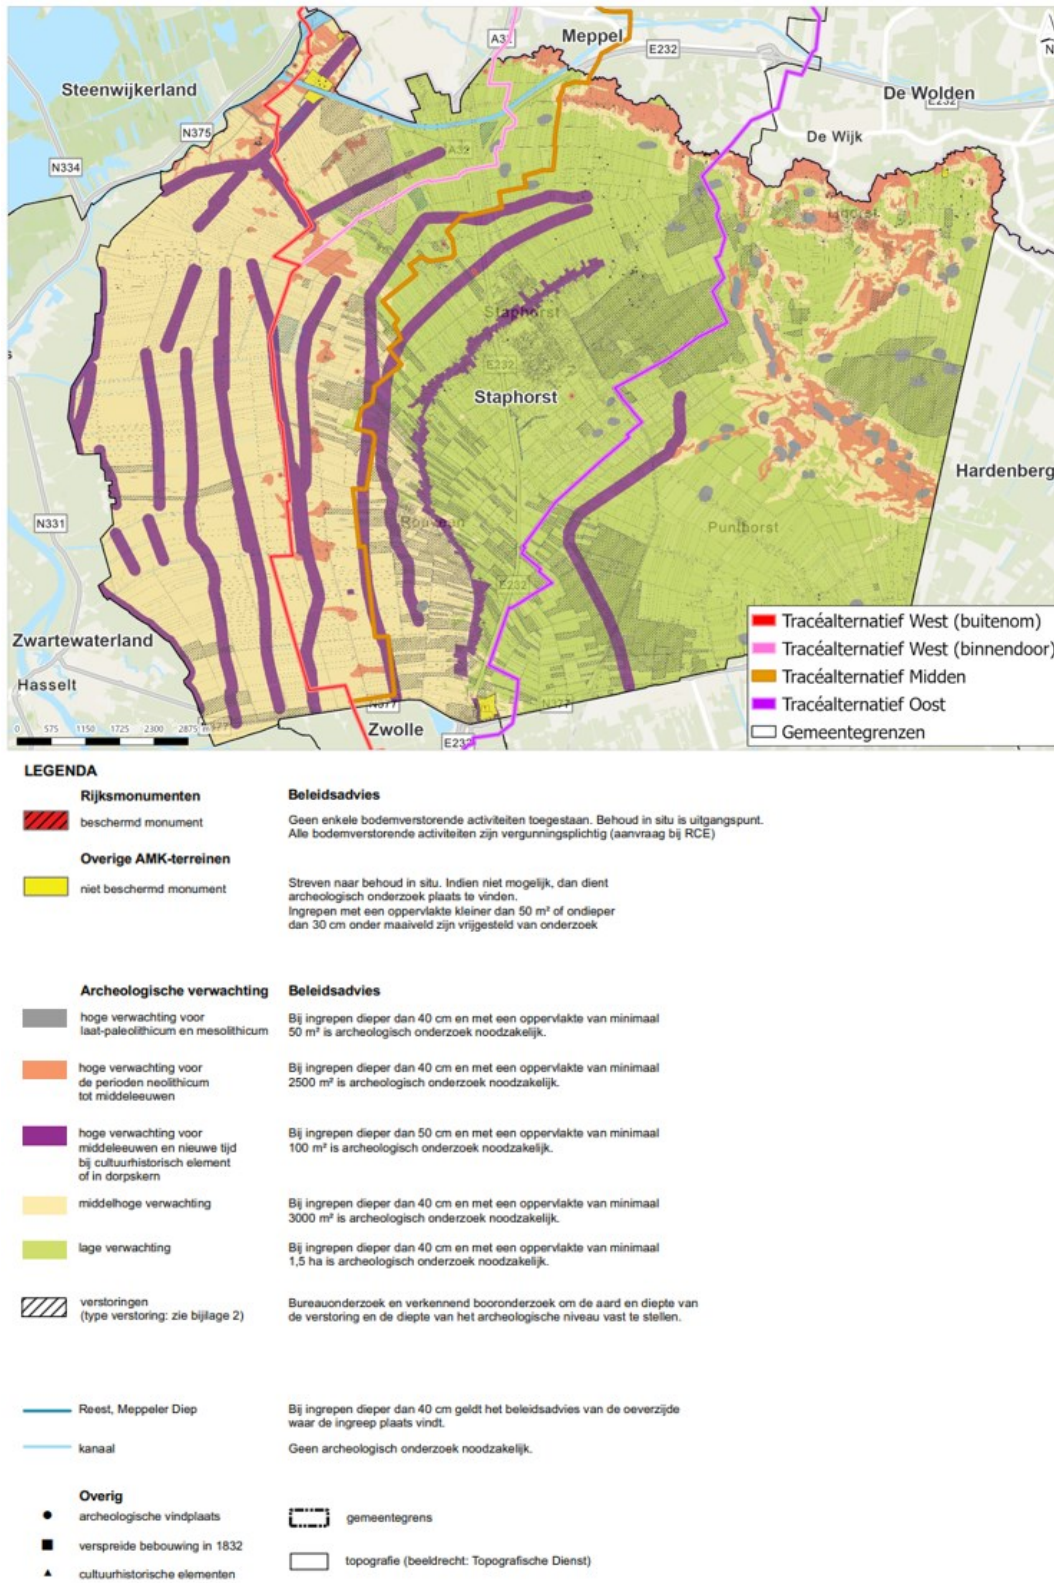 Meppel
A32
E232
Steenwijkerland
De Wolden
E232
N375
De Wijk
N334
A32
IJhorst
Staphorst
E232
Staphorst
Hardenberg
N331
Rouveen
Punthorst
E232
Zwartewaterland
Hasselt
N377
N377
N377
Zwolle
E232
0 575 1150 1725 2300 2875 m
N
Tracéalternatief West (buitenom)
Tracéalternatief West (binnendoor)
Tracéalternatief Midden
Tracéalternatief Oost
Gemeentegrenzen
LEGENDA
Rijksmonumenten
Beleidsadvies
beschermd monument
Geen enkele bodemverstorende activiteiten toegestaan. Behoud in situ is uitgangspunt.
Alle bodemverstorende activiteiten zijn vergunningsplichtig (aanvraag bij RCE)
Overige AMK-terreinen
niet beschermd monument
Streven naar behoud in situ. Indien niet mogelijk, dan dient
archeologisch onderzoek plaats te vinden.
Ingrepen met een oppervlakte kleiner dan 50 m² of ondieper
dan 30 cm onder maaiveld zijn vrijgesteld van onderzoek
Archeologische verwachting
Beleidsadvies
hoge verwachting voor
laat-paleolithicum en mesolithicum
Bij ingrepen dieper dan 40 cm en met een oppervlakte van minimaal
50 m² is archeologisch onderzoek noodzakelijk.
hoge verwachting voor
de perioden neolithicum
tot middeleeuwen
Bij ingrepen dieper dan 40 cm en met een oppervlakte van minimaal
2500 m² is archeologisch onderzoek noodzakelijk.
hoge verwachting voor
middeleeuwen en nieuwe tijd
bij cultuurhistorisch element
of in dorpskern
Bij ingrepen dieper dan 50 cm en met een oppervlakte van minimaal
100 m² is archeologisch onderzoek noodzakelijk.
middelhoge verwachting
Bij ingrepen dieper dan 40 cm en met een oppervlakte van minimaal
3000 m² is archeologisch onderzoek noodzakelijk.
lage verwachting
Bij ingrepen dieper dan 40 cm en met een oppervlakte van minimaal
1,5 ha is archeologisch onderzoek noodzakelijk.
verstoringen
(type verstoring: zie bijlage 2)
Bureauonderzoek en verkennend booronderzoek om de aard en diepte van
de verstoring en de diepte van het archeologische niveau vast te stellen.
Reest, Meppeler Diep
Bij ingrepen dieper dan 40 cm geldt het beleidsadvies van de oeverzijde
waar de ingreep plaats vindt.
kanaal
Geen archeologisch onderzoek noodzakelijk.
Overig
archeologische vindplaats
gemeentegrens
verspreide bebouwing in 1832
topografie (beeldrecht: Topografische Dienst)
cultuurhistorische elementen